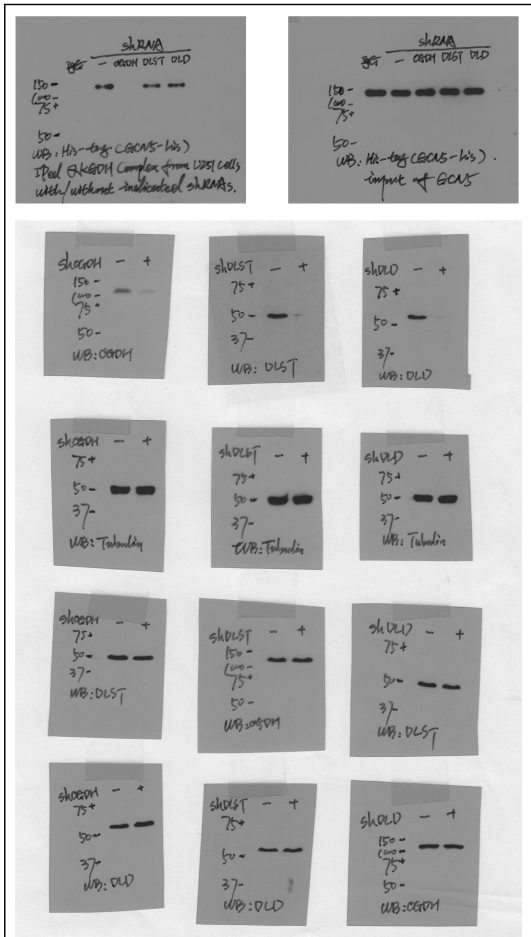 shRNA
IgG – OGDH DLST DLD
150 –
100 –
75 +
50 –
WB: His-tag (GCN5-his)
IPed αKGDH Complex from U251 cells
with/without indicated shRNAs.
shRNA
IgG – OGDH DLST DLD
150 –
100 –
75 +
50 –
WB: His-tag (GCN5-his).
input of GCN5
shOGDH – +
150 –
100 –
75 +
50 –
WB: OGDH
shDLST – +
75 +
50 –
37 –
WB: DLST
shDLD – +
75 +
50 –
37 –
WB: DLD
shOGDH – +
75 +
50 –
37 –
WB: Tubulin
shDLST – +
75 +
50 –
37 –
WB: Tubulin
shDLD – +
75 +
50 –
37 –
WB: Tubulin
shOGDH – +
75 +
50 –
37 –
WB: DLST
shDLST – +
150 –
100 –
75 +
50 –
WB: OGDH
shDLD – +
75 +
50 –
37 –
WB: DLST
shOGDH – +
75 +
50 –
37 –
WB: DLD
shDLST – +
75 +
50 –
37 –
WB: DLD
shDLD – +
150 –
100 –
75 +
50 –
WB: OGDH